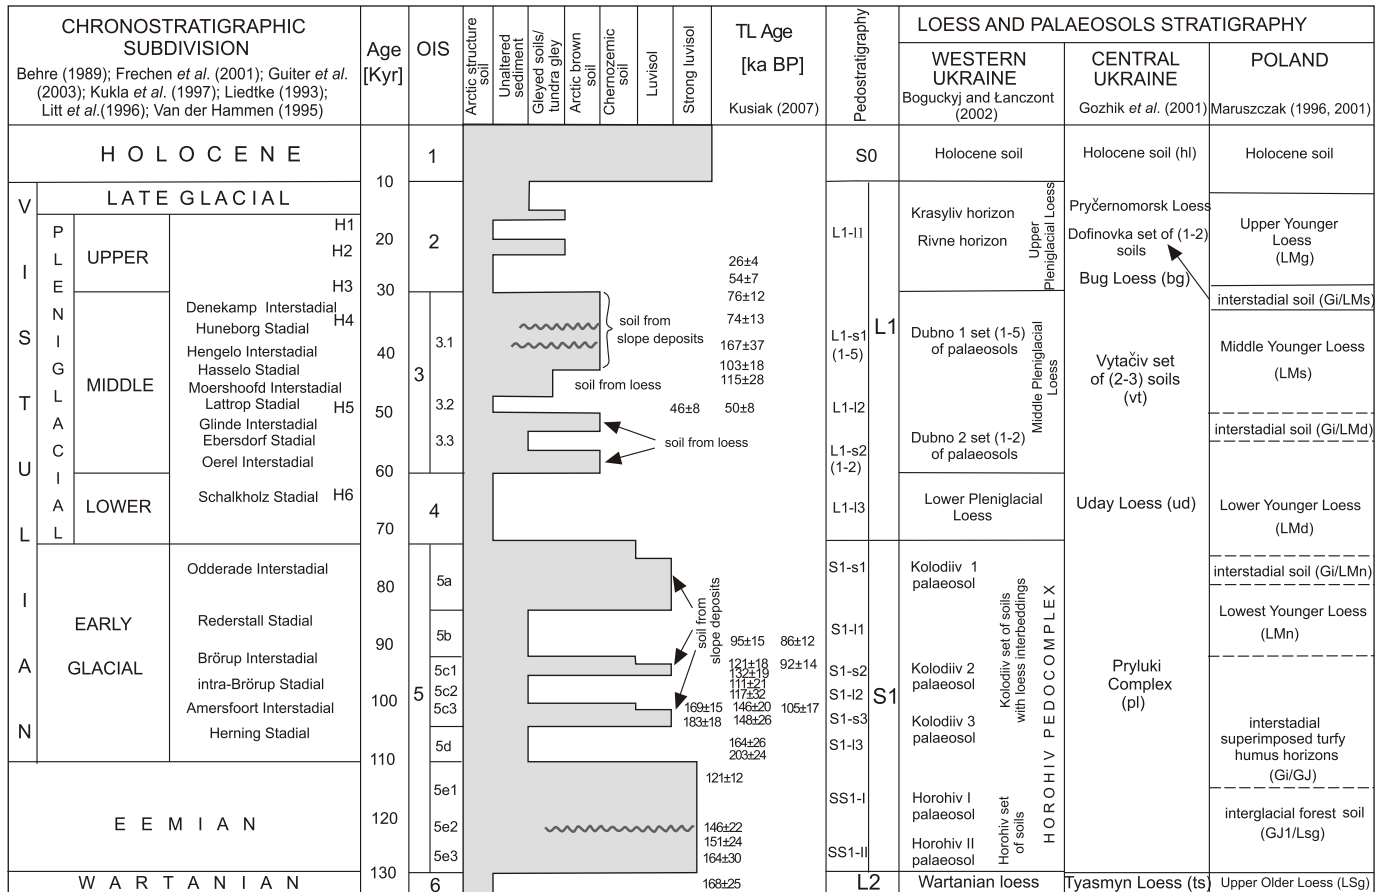 CHRONOSTRATIGRAPHIC
SUBDIVISION
Behre (1989); Frechen et al. (2001); Guiter et al.
(2003); Kukla et al. (1997); Liedtke (1993);
Litt et al.(1996); Van der Hammen (1995)
Age
[Kyr]
OIS
Arctic structure
soil
Unaltered
sediment
Gleyed soils/
tundra gley
Arctic brown
soil
Chernozemic
soil
Luvisol
Strong luvisol
TL Age
[ka BP]
Kusiak (2007)
Pedostratigraphy
LOESS AND PALAEOSOLS STRATIGRAPHY
WESTERN
UKRAINE
Boguckyj and Łanczont
(2002)
CENTRAL
UKRAINE
Gozhik et al. (2001)
POLAND
Maruszczak (1996, 2001)
HOLOCENE
VISTULIAN
LATE GLACIAL
PLENIGLACIAL
UPPER
H1
H2
H3
MIDDLE
Denekamp Interstadial
H4
Huneborg Stadial
Hengelo Interstadial
Hasselo Stadial
Moershoofd Interstadial
Lattrop Stadial
H5
Glinde Interstadial
Ebersdorf Stadial
Oerel Interstadial
LOWER
Schalkholz Stadial
H6
EARLY
GLACIAL
Odderade Interstadial
Rederstall Stadial
Brörup Interstadial
intra-Brörup Stadial
Amersfoort Interstadial
Herning Stadial
EEMIAN
WARTANIAN
10
20
30
40
50
60
70
80
90
100
110
120
130
1
2
3
3.1
3.2
3.3
4
5
5a
5b
5c1
5c2
5c3
5d
5e1
5e2
5e3
6
soil from
slope deposits
soil from loess
soil from loess
soil from
slope deposits
26±4
54±7
76±12
74±13
167±37
103±18
115±28
46±8 50±8
95±15 86±12
121±18 92±14
132±19
111±21
117±32
169±15 146±20 105±17
183±18 148±26
164±26
203±24
121±12
146±22
151±24
164±30
168±25
S0
L1-l1
L1-s1
(1-5)
L1-l2
L1-s2
(1-2)
L1-l3
L1
S1-s1
S1-l1
S1-s2
S1-l2
S1-s3
S1-l3
SS1-I
SS1-II
S1
L2
Holocene soil
Krasyliv horizon
Rivne horizon
Upper
Pleniglacial Loess
Dubno 1 set (1-5)
of palaeosols
Dubno 2 set (1-2)
of palaeosols
Middle Pleniglacial
Loess
Lower Pleniglacial
Loess
Kolodiiv 1
palaeosol
Kolodiiv 2
palaeosol
Kolodiiv 3
palaeosol
Kolodiiv set of soils
with loess interbeddings
Horohiv I
palaeosol
Horohiv II
palaeosol
Horohiv set
of soils
HOROHIV PEDOCOMPLEX
Wartanian loess
Holocene soil (hl)
Pryčernomorsk Loess
Dofinovka set of (1-2)
soils
Bug Loess (bg)
Vytačiv set
of (2-3) soils
(vt)
Uday Loess (ud)
Pryluki
Complex
(pl)
Tyasmyn Loess (ts)
Holocene soil
Upper Younger
Loess
(LMg)
interstadial soil (Gi/LMs)
Middle Younger Loess
(LMs)
interstadial soil (Gi/LMd)
Lower Younger Loess
(LMd)
interstadial soil (Gi/LMn)
Lowest Younger Loess
(LMn)
interstadial
superimposed turfy
humus horizons
(Gi/GJ)
interglacial forest soil
(GJ1/Lsg)
Upper Older Loess (LSg)